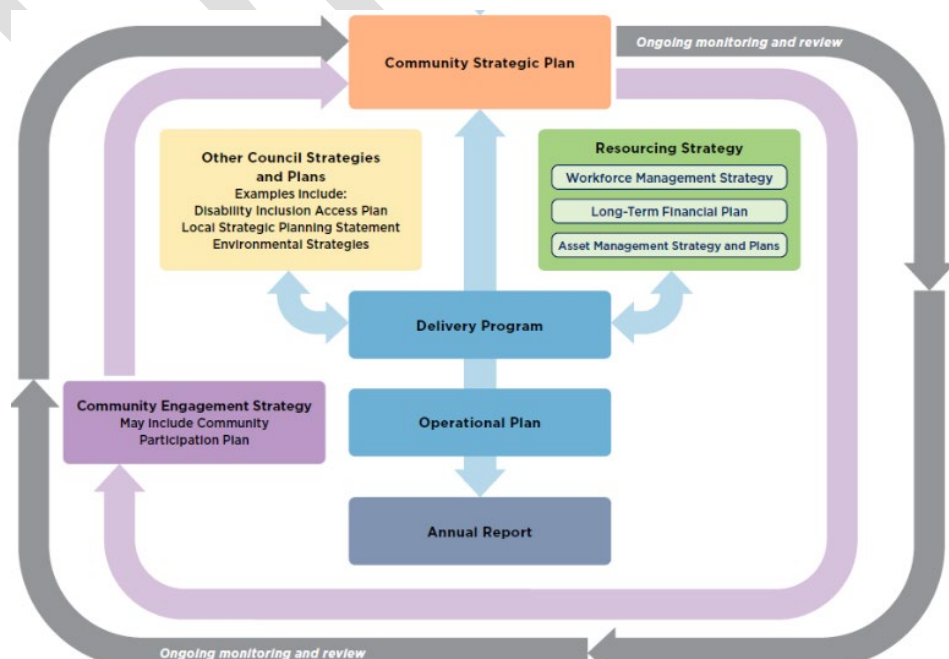 Ongoing monitoring and review
Community Strategic Plan
Other Council Strategies
and Plans
Examples Include:
Disability Inclusion Access Plan
Local Strategic Planning Statement
Environmental Strategies
Resourcing Strategy
Workforce Management Strategy
Long-Term Financial Plan
Asset Management Strategy and Plans
Delivery Program
Community Engagement Strategy
May Include Community
Participation Plan
Operational Plan
Annual Report
Ongoing monitoring and review